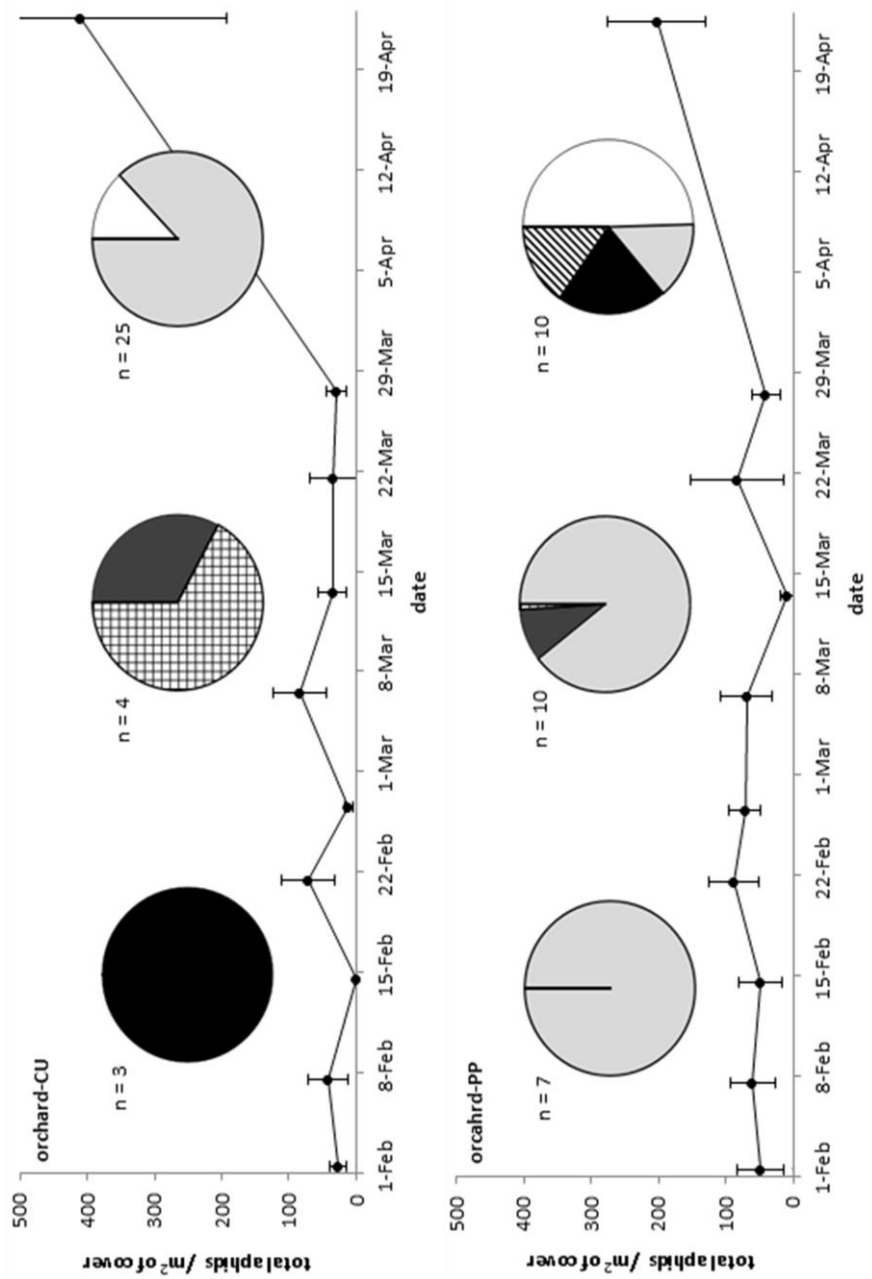 orchard-CU
500
400
300
200
100
0
total aphids /m² of cover
n = 3
n = 4
n = 25
1-Feb
8-Feb
15-Feb
22-Feb
1-Mar
8-Mar
15-Mar
22-Mar
29-Mar
5-Apr
12-Apr
19-Apr
date
orcahrd-PP
500
400
300
200
100
0
total aphids /m² of cover
n = 7
n = 10
n = 10
1-Feb
8-Feb
15-Feb
22-Feb
1-Mar
8-Mar
15-Mar
22-Mar
29-Mar
5-Apr
12-Apr
19-Apr
date